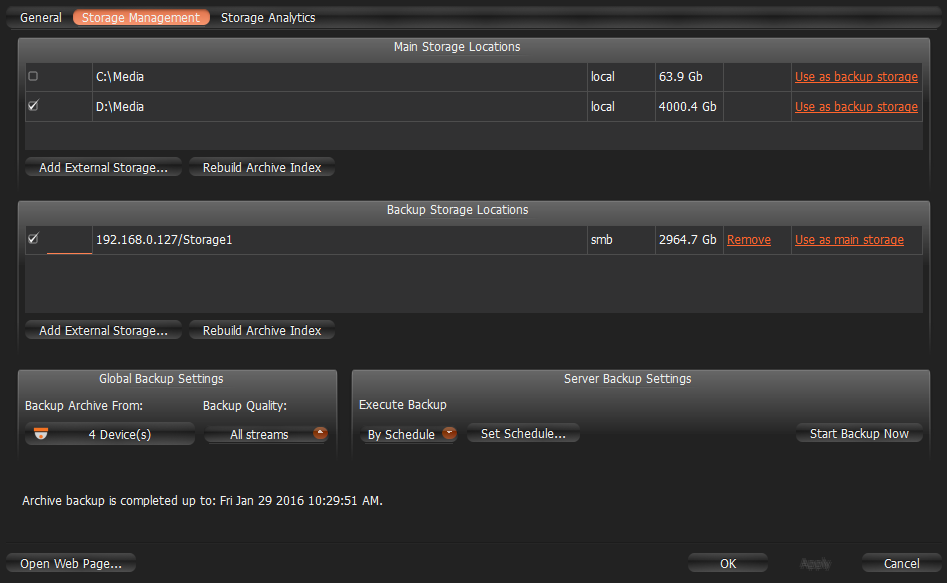 General Storage Management Storage Analytics
Main Storage Locations
C:\Media local 63.9 Gb Use as backup storage
D:\Media local 4000.4 Gb Use as backup storage
Add External Storage... Rebuild Archive Index
Backup Storage Locations
192.168.0.127/Storage1 smb 2964.7 Gb Remove Use as main storage
Add External Storage... Rebuild Archive Index
Global Backup Settings
Backup Archive From: Backup Quality:
4 Device(s) All streams
Server Backup Settings
Execute Backup
By Schedule Set Schedule... Start Backup Now
Archive backup is completed up to: Fri Jan 29 2016 10:29:51 AM.
Open Web Page... OK Apply Cancel